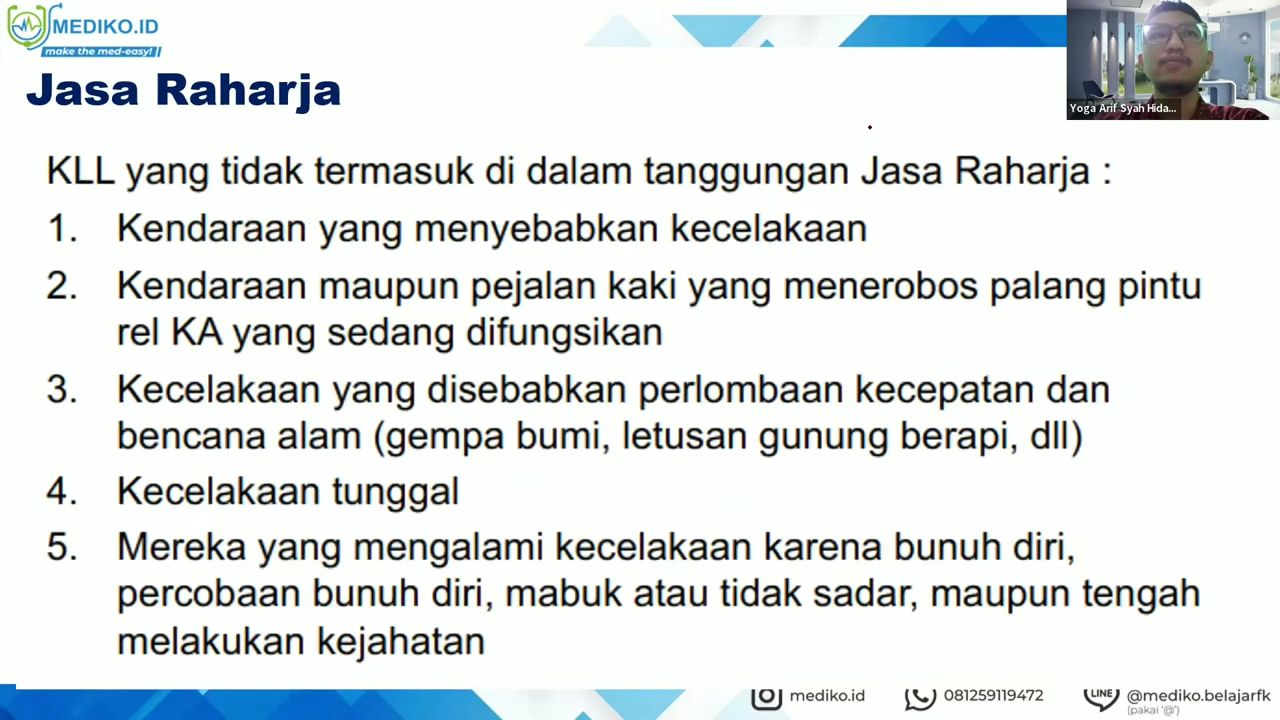 MEDIKO.ID
make the med-easy!
Jasa Raharja
Yoga Arif Syah Hida...
KLL yang tidak termasuk di dalam tanggungan Jasa Raharja :
1. Kendaraan yang menyebabkan kecelakaan
2. Kendaraan maupun pejalan kaki yang menerobos palang pintu
rel KA yang sedang difungsikan
3. Kecelakaan yang disebabkan perlombaan kecepatan dan
bencana alam (gempa bumi, letusan gunung berapi, dll)
4. Kecelakaan tunggal
5. Mereka yang mengalami kecelakaan karena bunuh diri,
percobaan bunuh diri, mabuk atau tidak sadar, maupun tengah
melakukan kejahatan
mediko.id
081259119472
LINE
@mediko.belajarfk
(pakai '@')